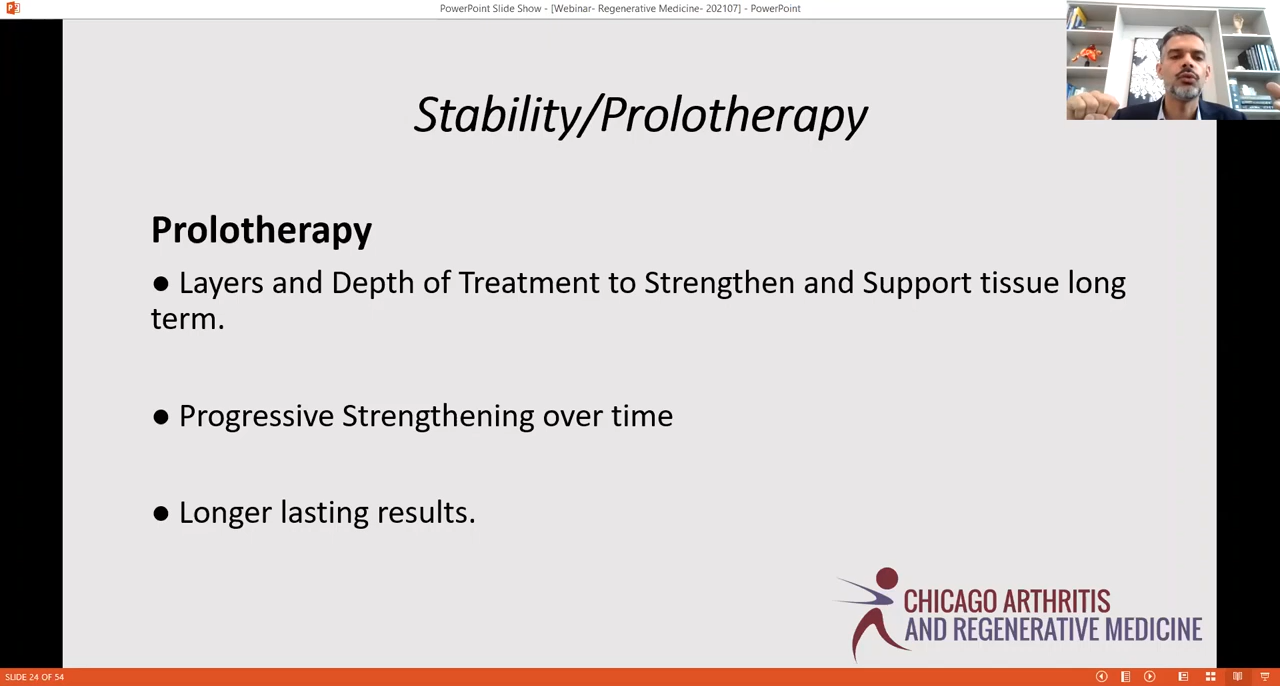 PowerPoint Slide Show - [Webinar- Regenerative Medicine- 202107] - PowerPoint
Stability/Prolotherapy
Prolotherapy
● Layers and Depth of Treatment to Strengthen and Support tissue long
term.
● Progressive Strengthening over time
● Longer lasting results.
CHICAGO ARTHRITIS
AND REGENERATIVE MEDICINE
SLIDE 24 OF 54